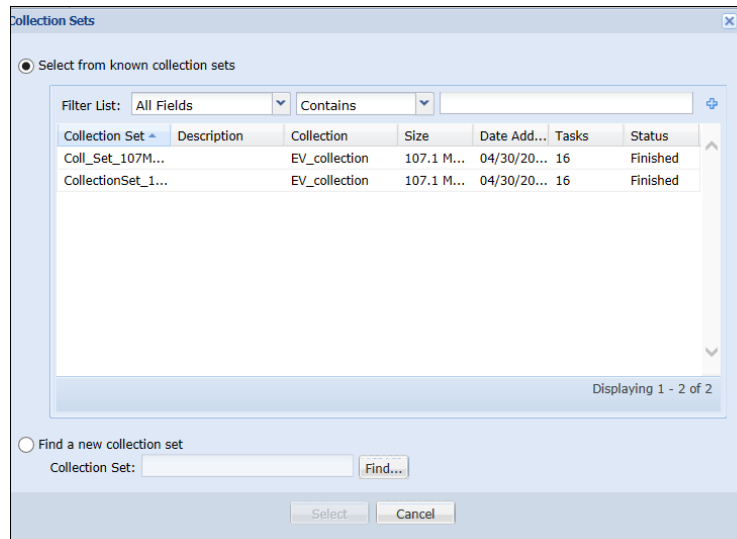 Collection Sets
Select from known collection sets
Filter List: All Fields Contains
Collection Set Description Collection Size Date Add... Tasks Status
Coll_Set_107M... EV_collection 107.1 M... 04/30/20... 16 Finished
CollectionSet_1... EV_collection 107.1 M... 04/30/20... 16 Finished
Displaying 1 - 2 of 2
Find a new collection set
Collection Set: Find...
Select Cancel